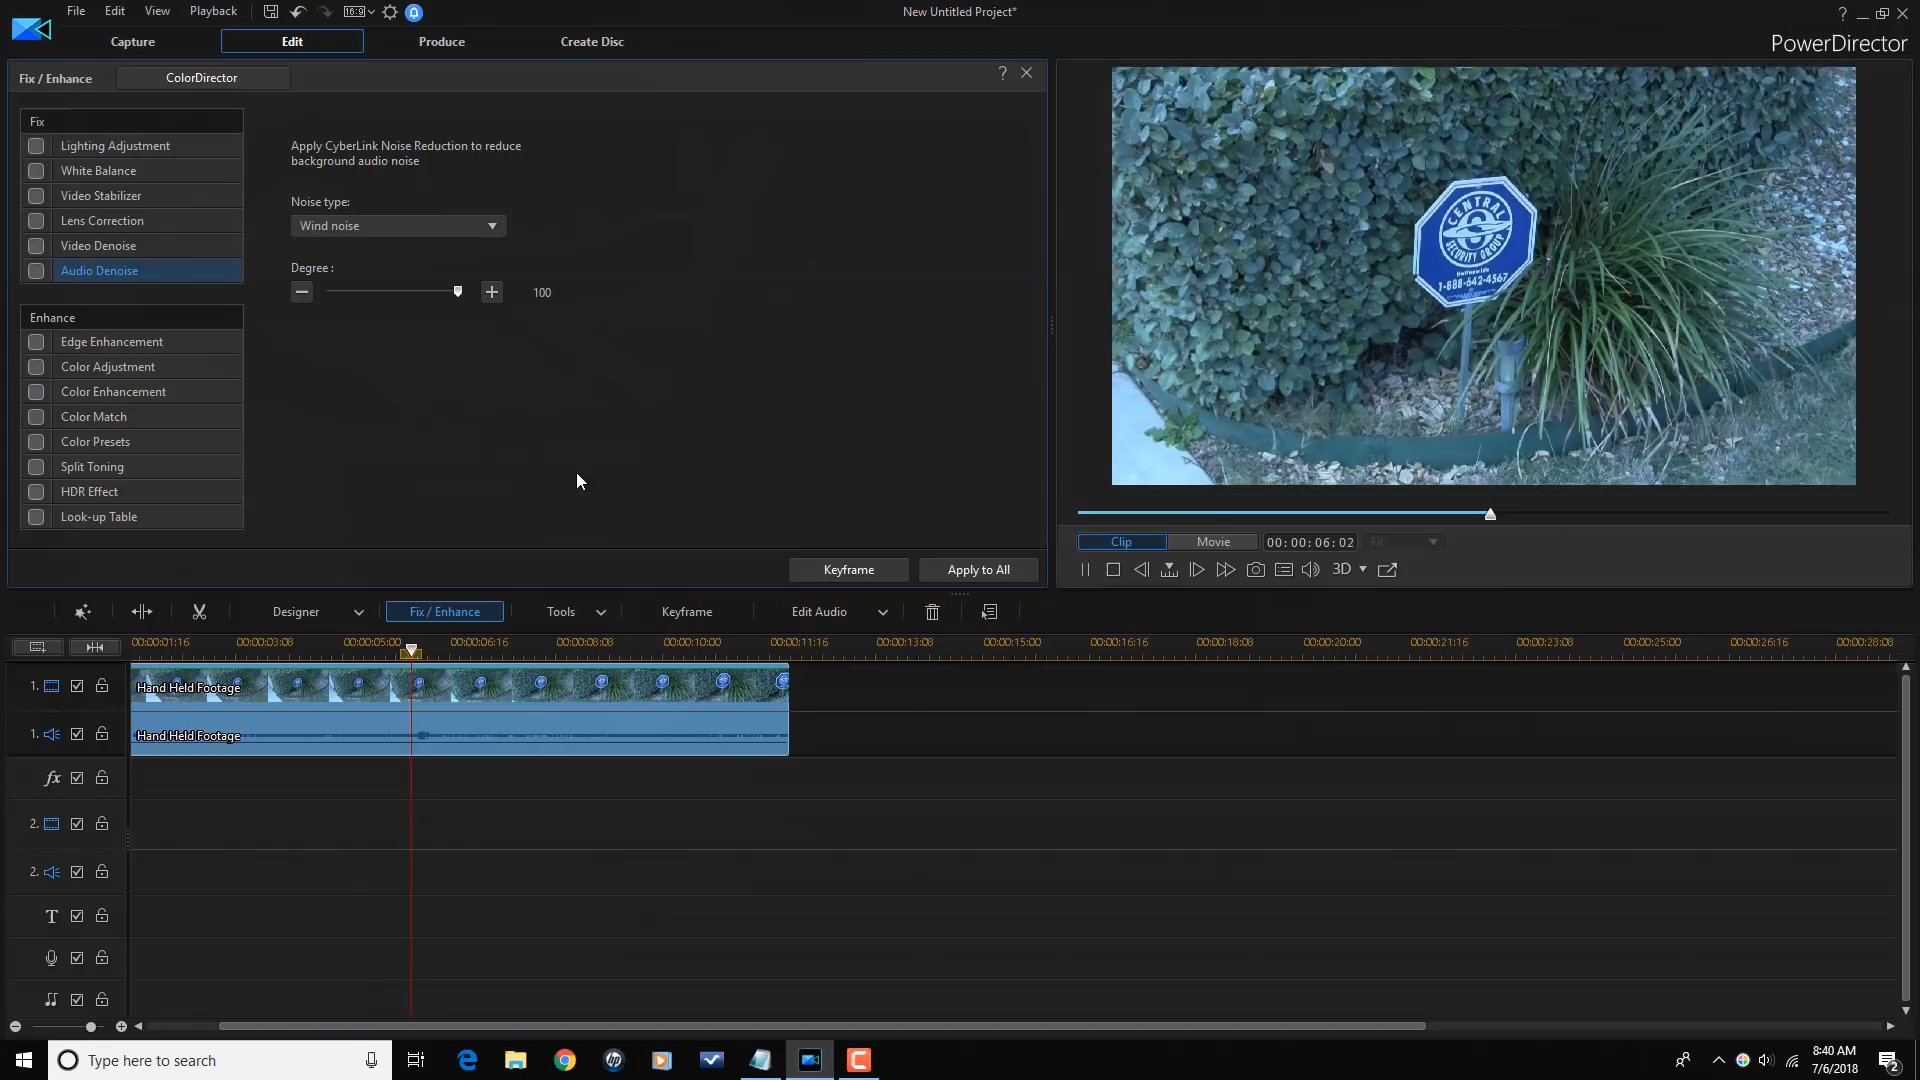 File Edit View Playback 16:9 New Untitled Project* ?
Capture Edit Produce Create Disc PowerDirector
Fix / Enhance ColorDirector ?
Fix
Lighting Adjustment
White Balance
Video Stabilizer
Lens Correction
Video Denoise
Audio Denoise
Enhance
Edge Enhancement
Color Adjustment
Color Enhancement
Color Match
Color Presets
Split Toning
HDR Effect
Look-up Table
Apply CyberLink Noise Reduction to reduce
background audio noise
Noise type:
Wind noise
Degree :
100
Keyframe Apply to All
CENTRAL
SECURITY GROUP
Nationwide
1-888-642-4567
Clip Movie 00:00:06:02 Fit
3D
Designer Fix / Enhance Tools Keyframe Edit Audio
00:00:01:16 00:00:03:08 00:00:05:00 00:00:06:16 00:00:08:08 00:00:10:00 00:00:11:16 00:00:13:08 00:00:15:00 00:00:16:16 00:00:18:08 00:00:20:00 00:00:21:16 00:00:23:08 00:00:25:00 00:00:26:16 00:00:28:08
1. Hand Held Footage
1. Hand Held Footage
fx
2.
2.
T
Type here to search
8:40 AM
7/6/2018
2